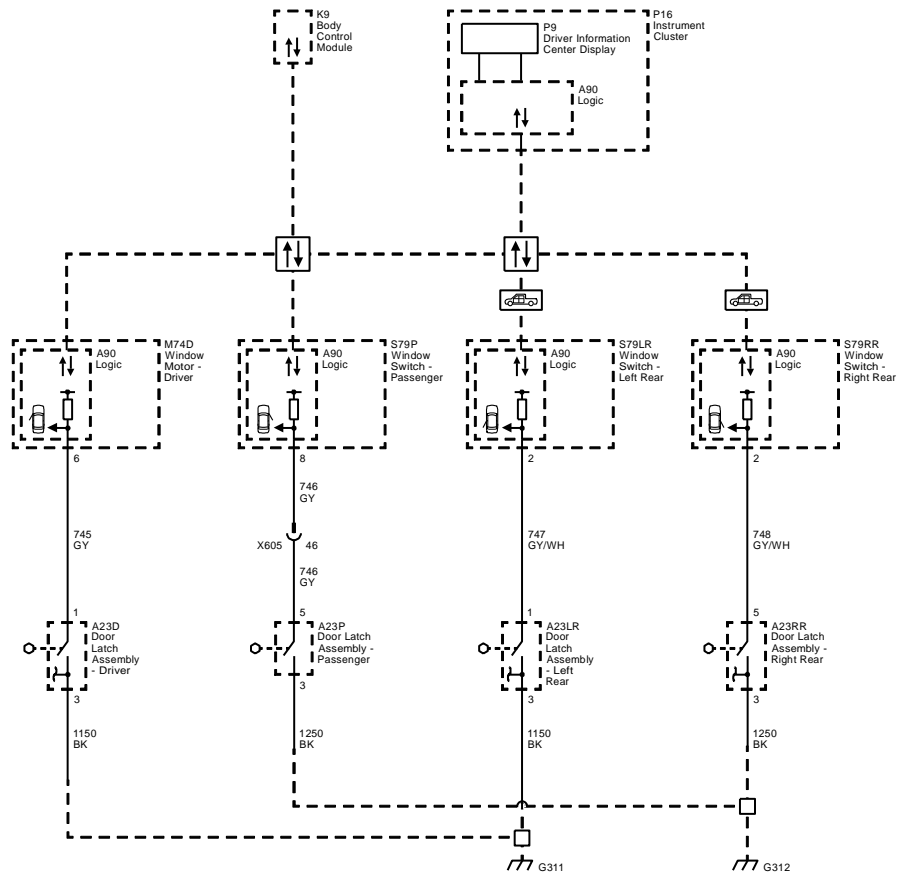 K9
Body
Control
Module
P16
Instrument
Cluster
P9
Driver Information
Center Display
A90
Logic
A90
Logic
M74D
Window
Motor -
Driver
A90
Logic
S79P
Window
Switch -
Passenger
A90
Logic
S79LR
Window
Switch -
Left Rear
A90
Logic
S79RR
Window
Switch -
Right Rear
6
8
2
2
746
GY
745
GY
X605
46
747
GY/WH
748
GY/WH
746
GY
1
5
1
5
A23D
Door
Latch
Assembly
- Driver
A23P
Door Latch
Assembly -
Passenger
A23LR
Door
Latch
Assembly
- Left
Rear
A23RR
Door Latch
Assembly -
Right Rear
3
3
3
3
1150
BK
1250
BK
1150
BK
1250
BK
G311
G312